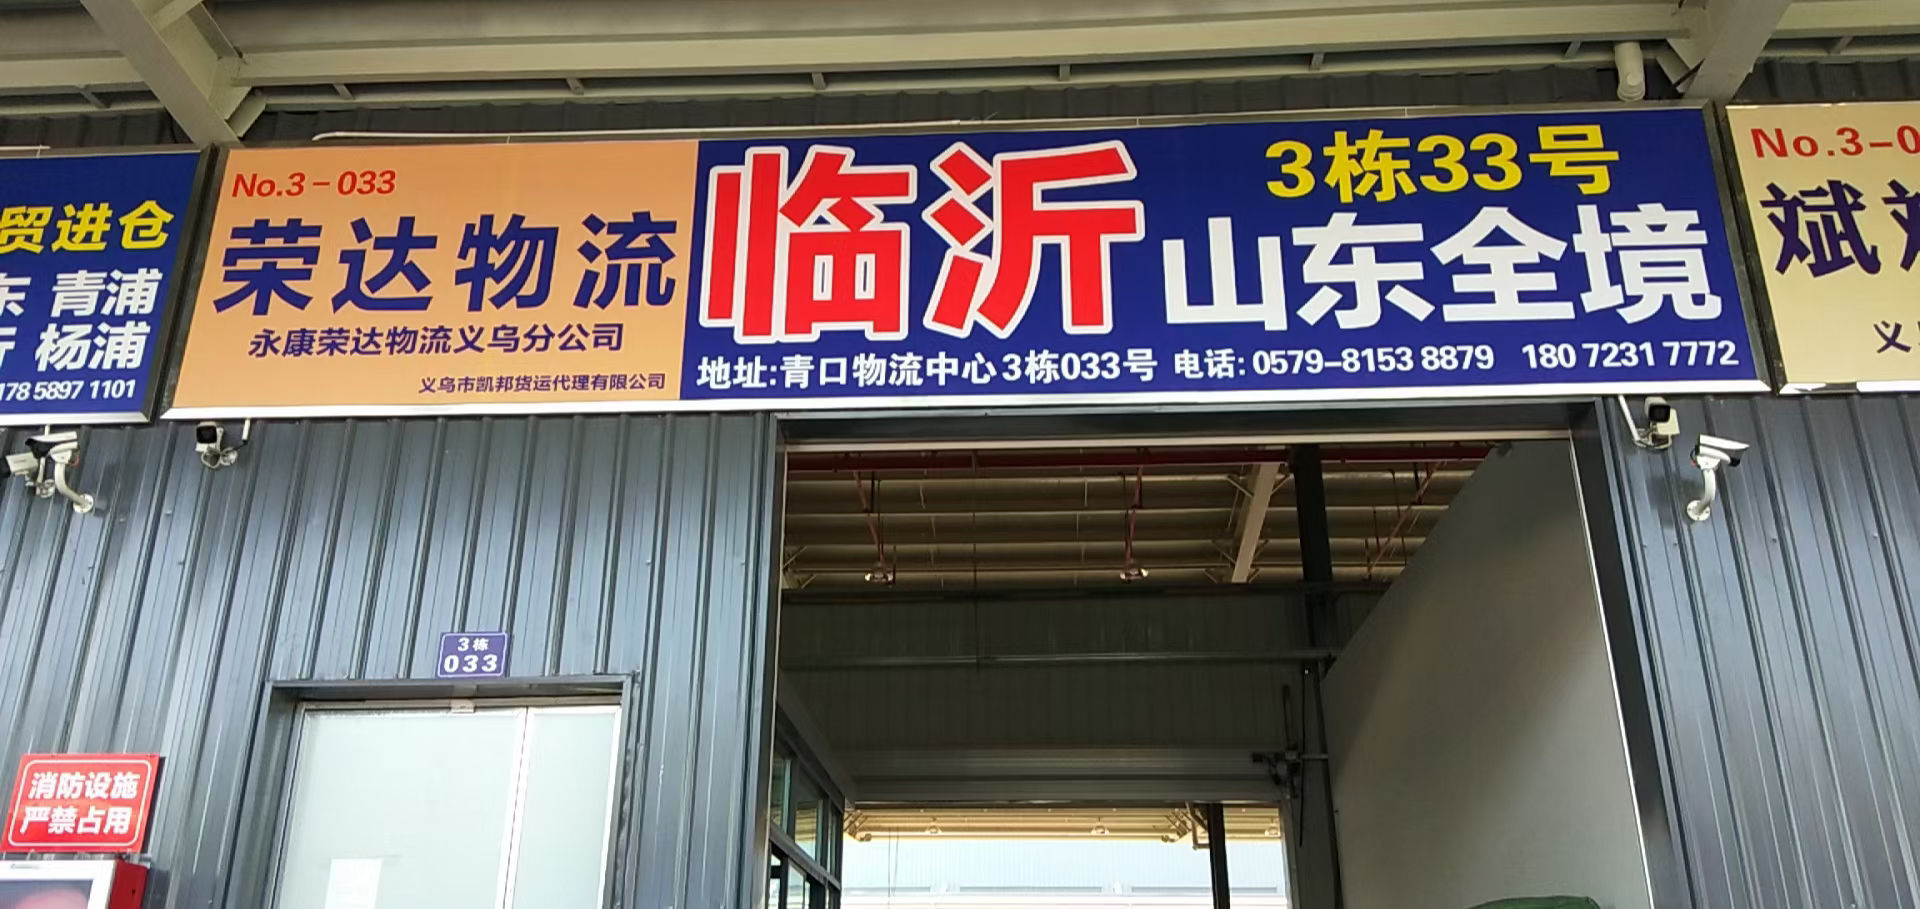 贸进仓
东 青浦
杨浦
178 5897 1101
No.3-033
荣达物流
永康荣达物流义乌分公司
义乌市凯邦货运代理有限公司
临沂
3栋33号
山东全境
地址:青口物流中心3栋033号 电话: 0579-8153 8879 180 7231 7772
No.3-0
斌
义
3栋
033
消防设施
严禁占用